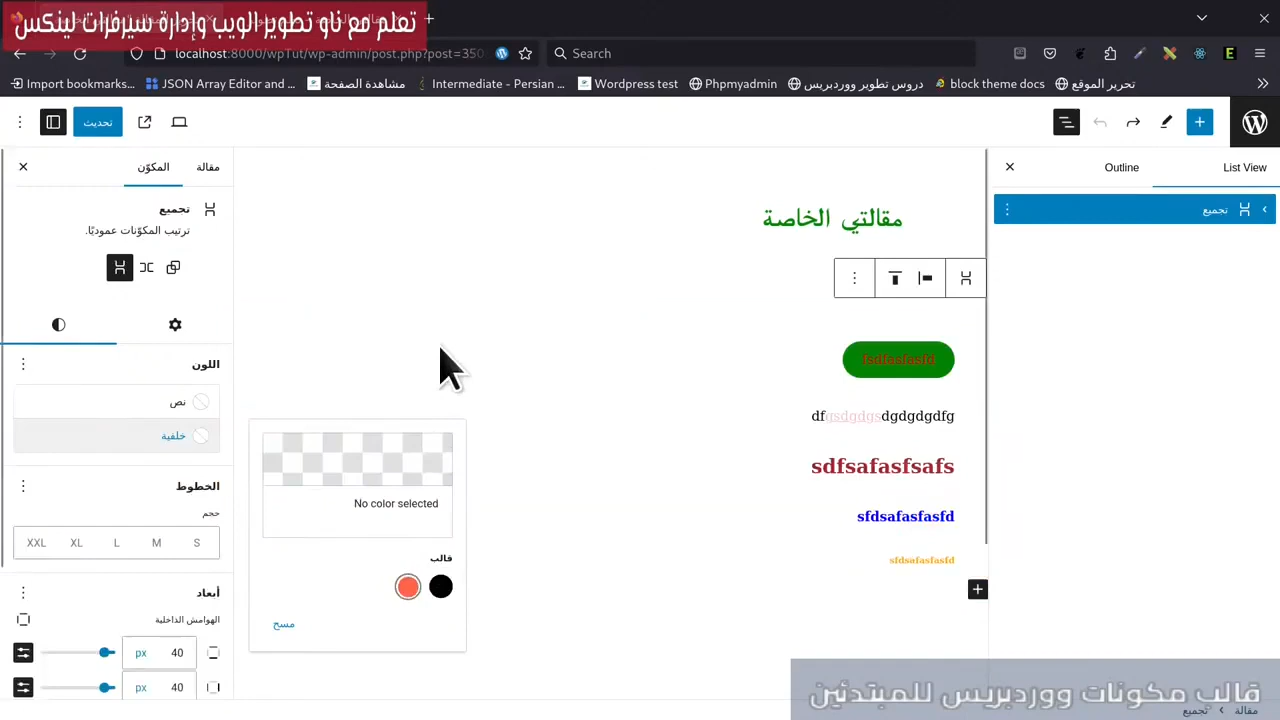 تعلم مع ناو تطوير الويب وإدارة سيرفرات لينكس
localhost:8000/wpTut/wp-admin/post.php?post=350
Search
Import bookmarks...
JSON Array Editor and ...
مشاهدة الصفحة
Intermediate - Persian ...
Wordpress test
Phpmyadmin
دروس تطوير ووردبريس
block theme docs
تحرير الموقع
تحديث
مقالة
المكوّن
تجميع
ترتيب المكوّنات عموديًا.
اللون
نص
خلفية
الخطوط
حجم
XXL XL L M S
أبعاد
الهوامش الداخلية
px 40
px 40
No color selected
قالب
مسح
مقالتي الخاصة
fsdfasfasfd
dfgsdgdgsdgdgdgdfg
sdfsafasfsafs
sfdsafasfasfd
sfdsafasfasfd
Outline
List View
تجميع
قالب مكونات ووردبريس للمبتدئين
مقالة
تجميع